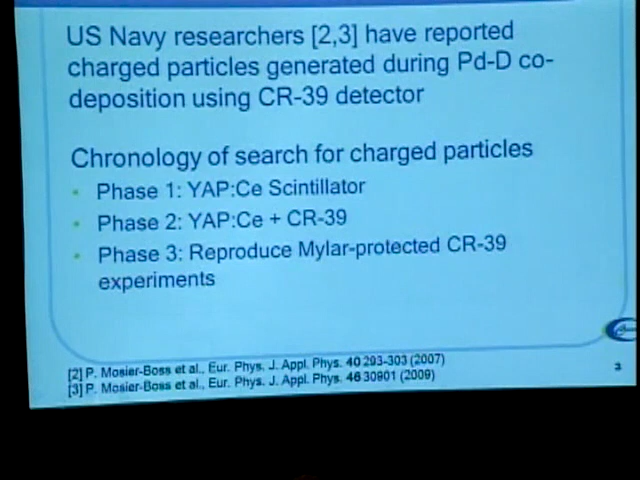 US Navy researchers [2,3] have reported
charged particles generated during Pd-D co-
deposition using CR-39 detector
Chronology of search for charged particles
Phase 1: YAP:Ce Scintillator
Phase 2: YAP:Ce + CR-39
Phase 3: Reproduce Mylar-protected CR-39
experiments
[2] P. Mosier-Boss et al., Eur. Phys. J. Appl. Phys. 40 293-303 (2007)
[3] P. Mosier-Boss et al., Eur. Phys. J. Appl. Phys. 46 30901 (2009)
3